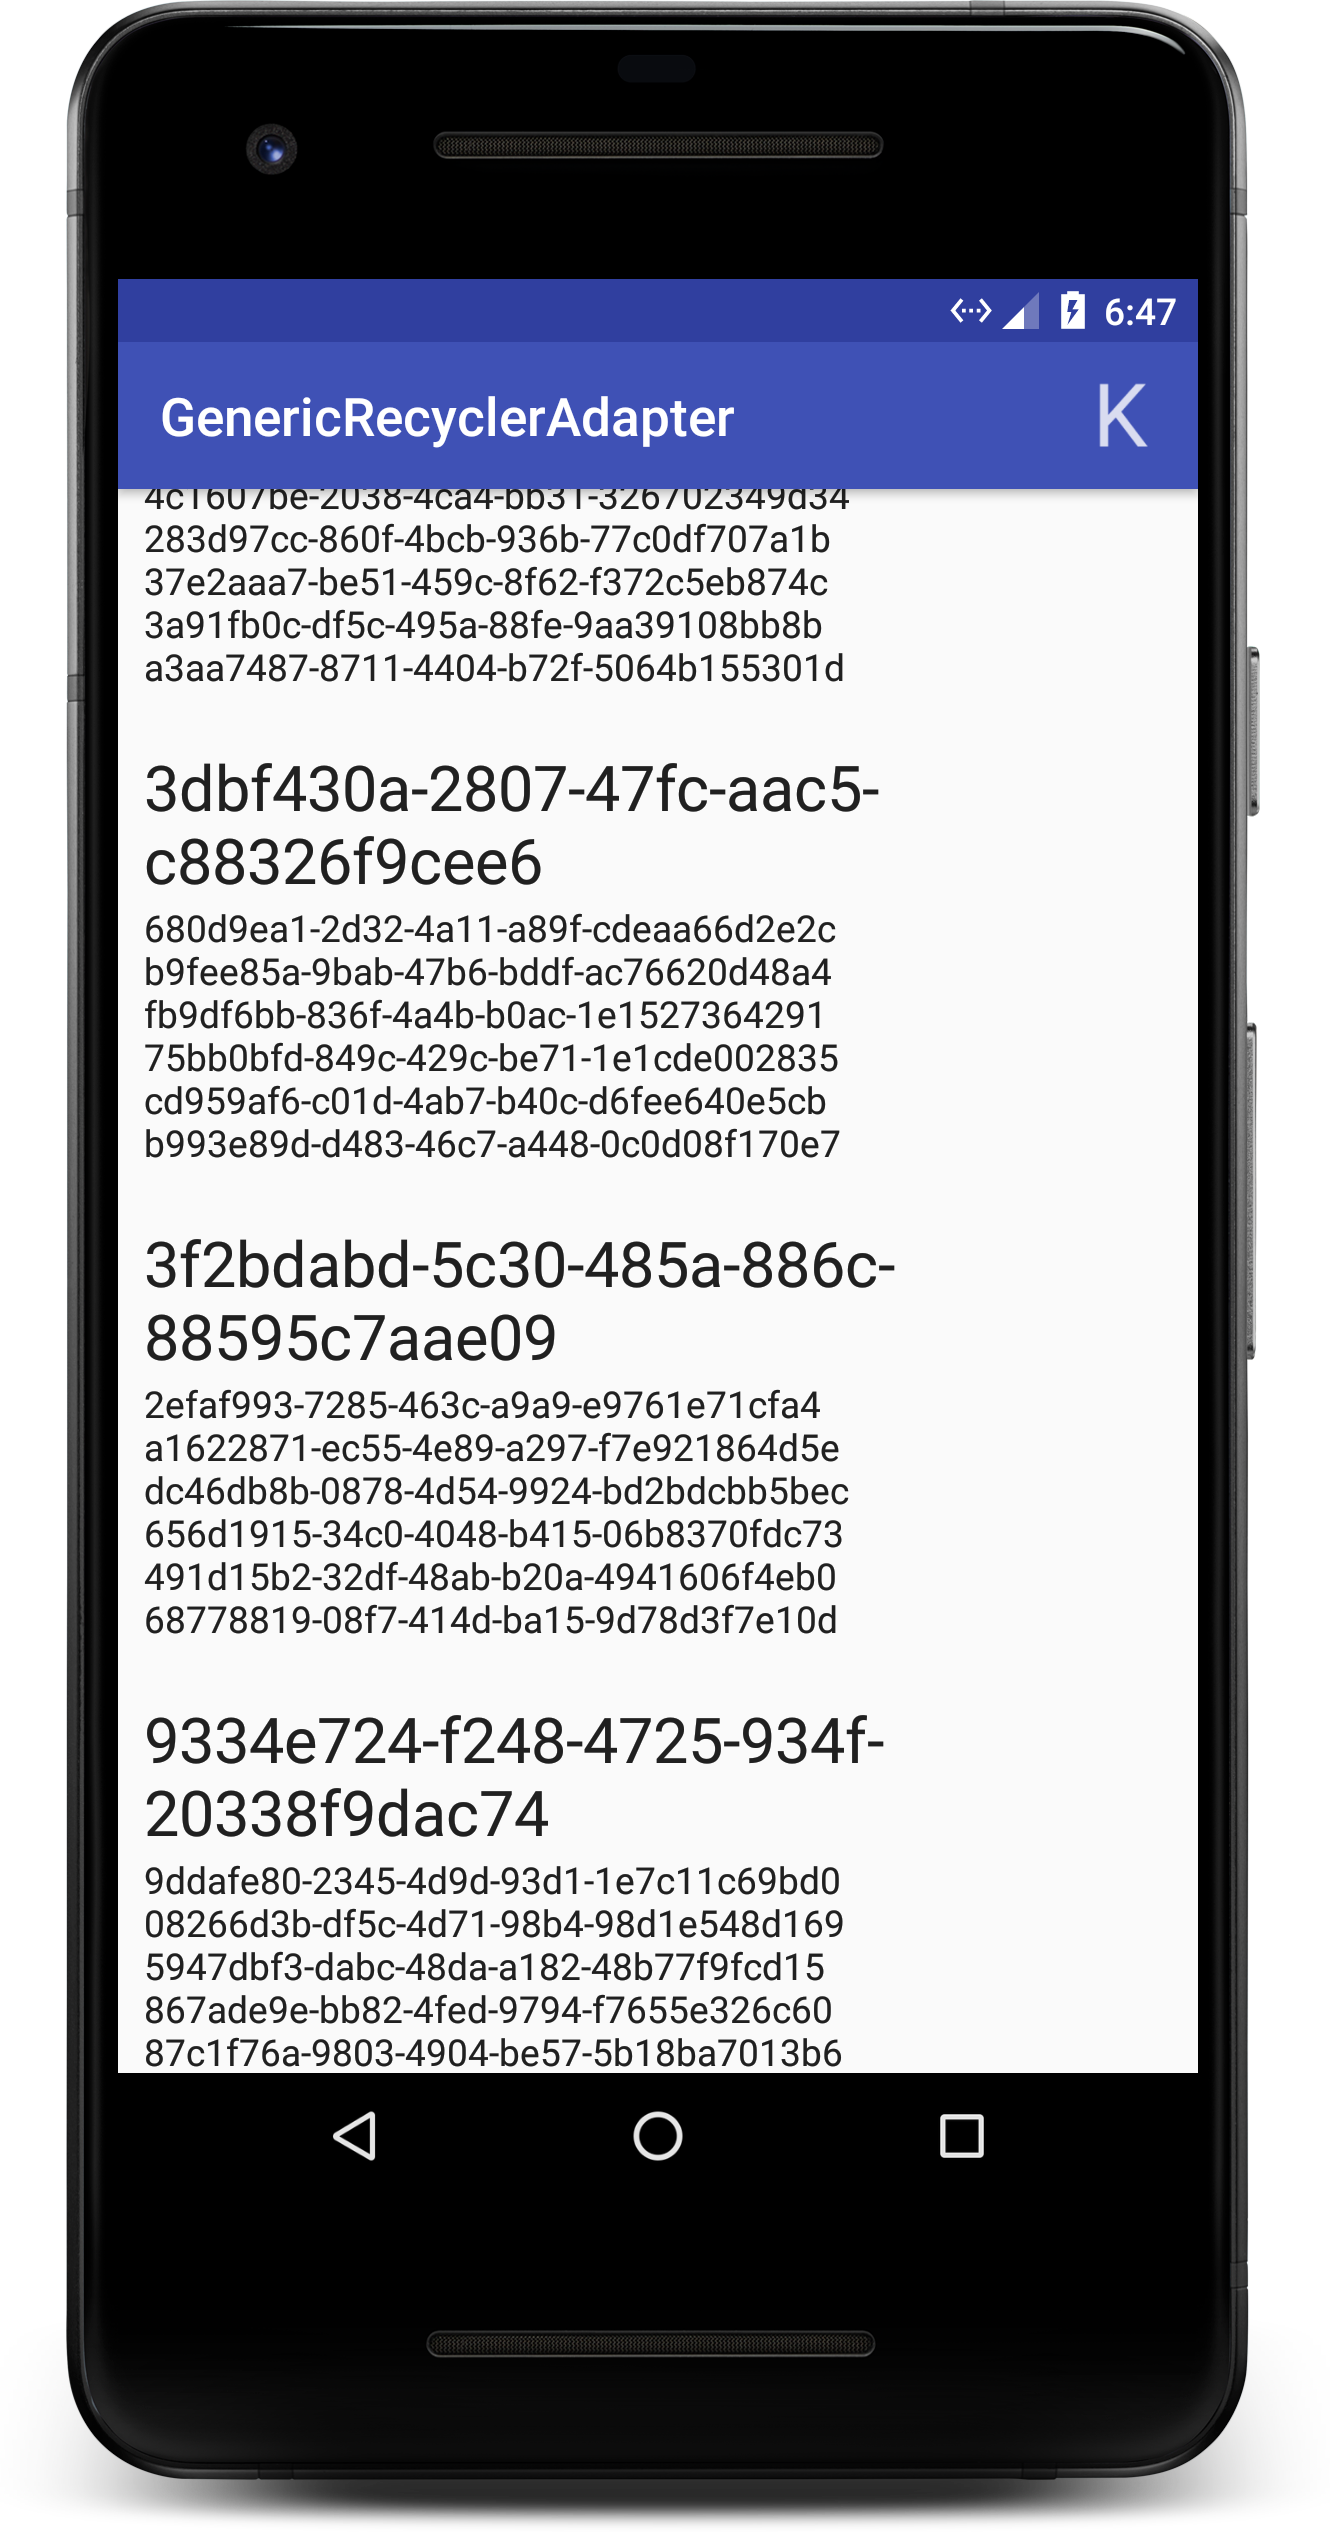 6:47
GenericRecyclerAdapter K
4c1607be-2038-4ca4-bb31-326702349d34
283d97cc-860f-4bcb-936b-77c0df707a1b
37e2aaa7-be51-459c-8f62-f372c5eb874c
3a91fb0c-df5c-495a-88fe-9aa39108bb8b
a3aa7487-8711-4404-b72f-5064b155301d
3dbf430a-2807-47fc-aac5-
c88326f9cee6
680d9ea1-2d32-4a11-a89f-cdeaa66d2e2c
b9fee85a-9bab-47b6-bddf-ac76620d48a4
fb9df6bb-836f-4a4b-b0ac-1e1527364291
75bb0bfd-849c-429c-be71-1e1cde002835
cd959af6-c01d-4ab7-b40c-d6fee640e5cb
b993e89d-d483-46c7-a448-0c0d08f170e7
3f2bdabd-5c30-485a-886c-
88595c7aae09
2efaf993-7285-463c-a9a9-e9761e71cfa4
a1622871-ec55-4e89-a297-f7e921864d5e
dc46db8b-0878-4d54-9924-bd2bdcbb5bec
656d1915-34c0-4048-b415-06b8370fdc73
491d15b2-32df-48ab-b20a-4941606f4eb0
68778819-08f7-414d-ba15-9d78d3f7e10d
9334e724-f248-4725-934f-
20338f9dac74
9ddafe80-2345-4d9d-93d1-1e7c11c69bd0
08266d3b-df5c-4d71-98b4-98d1e548d169
5947dbf3-dabc-48da-a182-48b77f9fcd15
867ade9e-bb82-4fed-9794-f7655e326c60
87c1f76a-9803-4904-be57-5b18ba7013b6